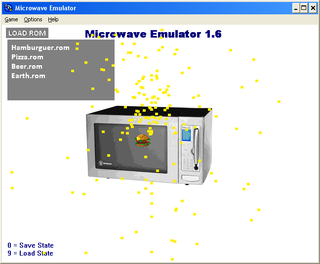 Microwave Emulator
Game Options Help
LOAD ROM
Microwave Emulator 1.6
Hamburguer.rom
Pizza.rom
Beer.rom
Earth.rom
0 = Save State
9 = Load State